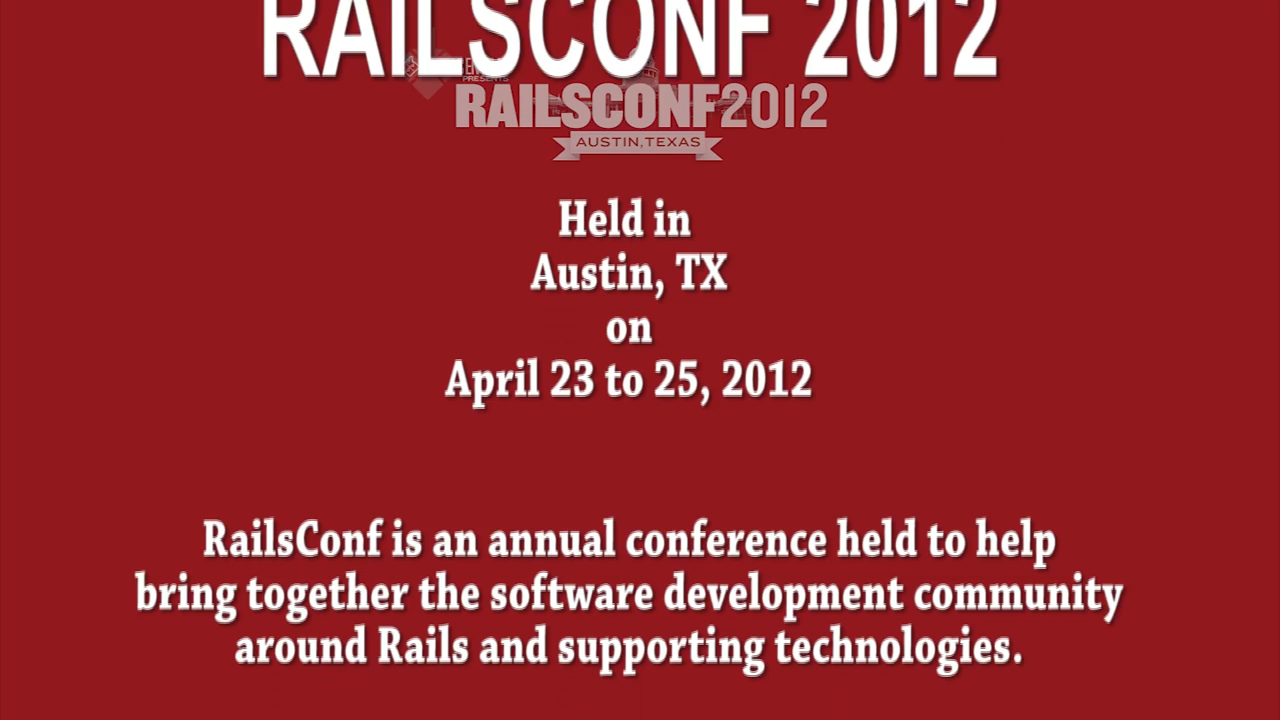 RAILSCONF 2012
PRESENTS
RAILSCONF2012
AUSTIN, TEXAS
Held in
Austin, TX
on
April 23 to 25, 2012
RailsConf is an annual conference held to help
bring together the software development community
around Rails and supporting technologies.